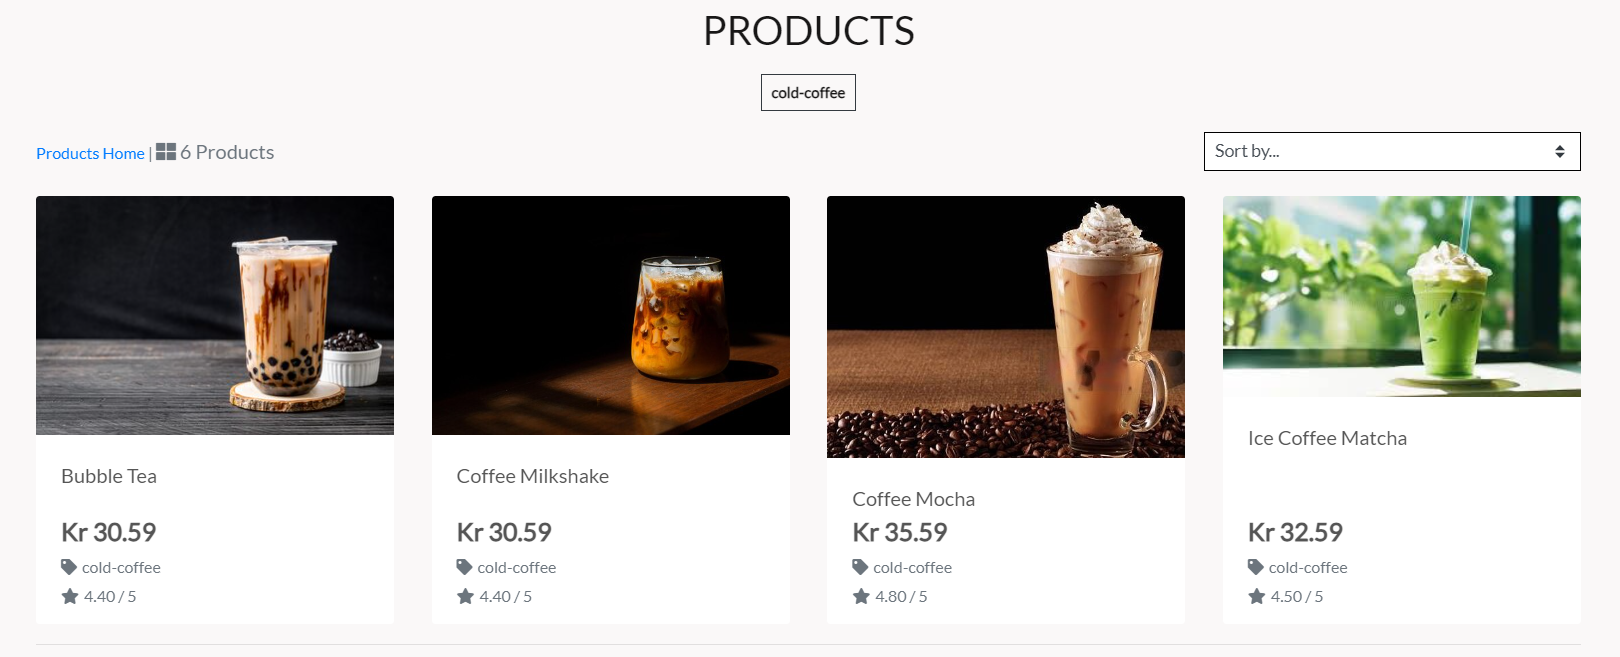 PRODUCTS
cold-coffee
Products Home | 6 Products
Sort by...
Bubble Tea
Kr 30.59
cold-coffee
4.40 / 5
Coffee Milkshake
Kr 30.59
cold-coffee
4.40 / 5
Coffee Mocha
Kr 35.59
cold-coffee
4.80 / 5
Ice Coffee Matcha
Kr 32.59
cold-coffee
4.50 / 5